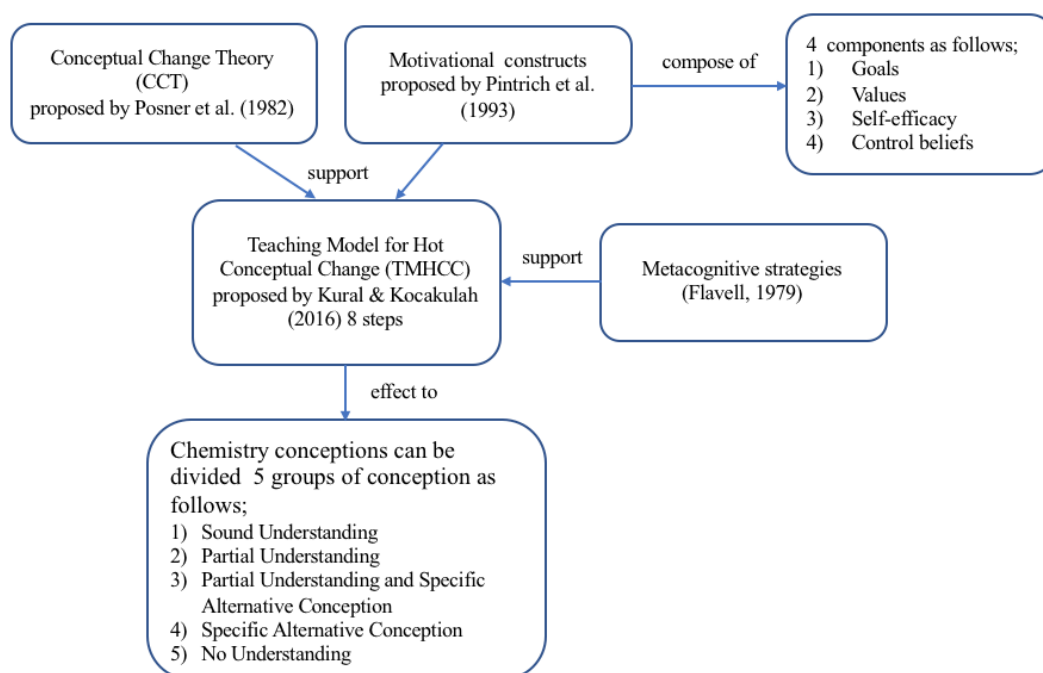 Conceptual Change Theory
(CCT)
proposed by Posner et al. (1982)
Motivational constructs
proposed by Pintrich et al.
(1993)
compose of
4 components as follows;
1) Goals
2) Values
3) Self-efficacy
4) Control beliefs
support
Teaching Model for Hot
Conceptual Change (TMHCC)
proposed by Kural & Kocakulah
(2016) 8 steps
support
Metacognitive strategies
(Flavell, 1979)
effect to
Chemistry conceptions can be
divided 5 groups of conception as
follows;
1) Sound Understanding
2) Partial Understanding
3) Partial Understanding and Specific
Alternative Conception
4) Specific Alternative Conception
5) No Understanding